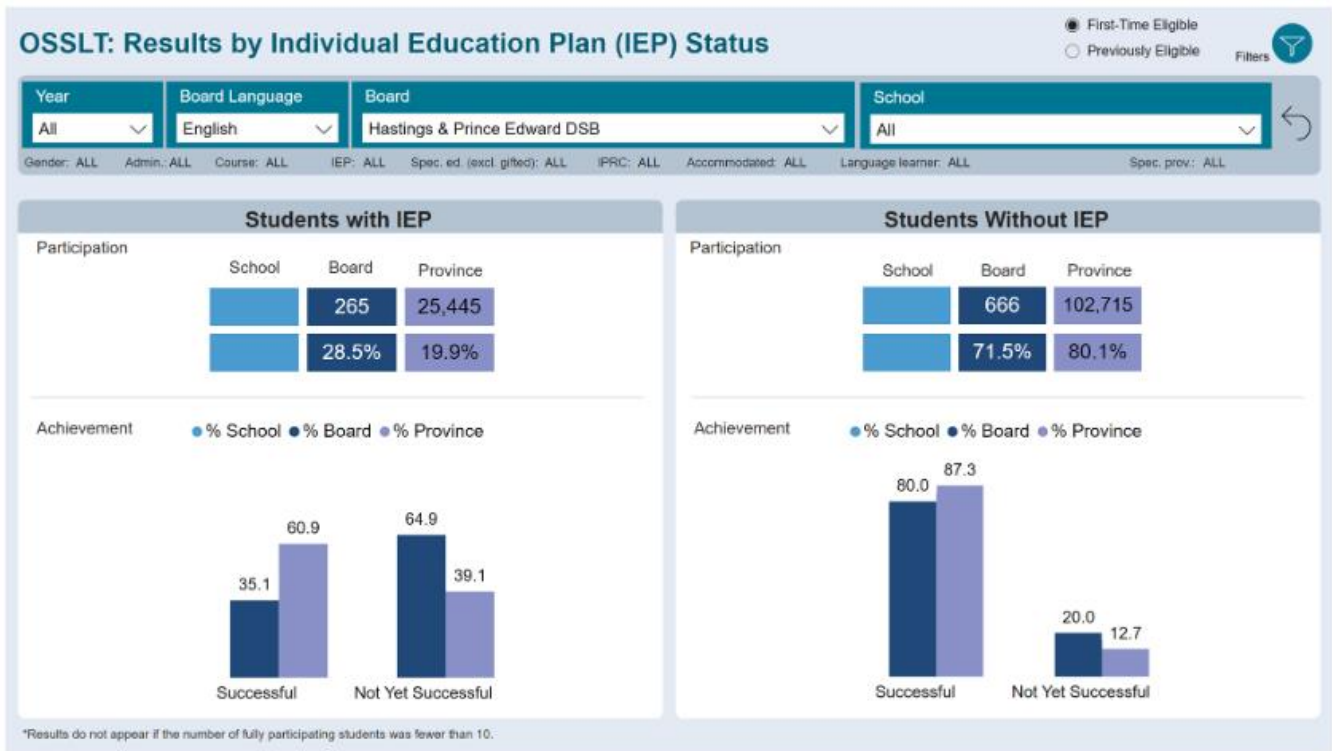 First-Time Eligible
OSSLT: Results by Individual Education Plan (IEP) Status
Previously Eligible
Filters
Year Board Language Board School
All English Hastings & Prince Edward DSB All
Gender: ALL Admin.: ALL Course: ALL IEP: ALL Spec. ed. (excl. gifted): ALL IPRC: ALL Accommodated: ALL Language learner: ALL Spec. prov.: ALL
Students with IEP
Participation
School Board Province
265 25,445
28.5% 19.9%
Achievement % School % Board % Province
60.9
64.9
35.1
39.1
Successful Not Yet Successful
Students Without IEP
Participation
School Board Province
666 102,715
71.5% 80.1%
Achievement % School % Board % Province
87.3
80.0
20.0
12.7
Successful Not Yet Successful
*Results do not appear if the number of fully participating students was fewer than 10.